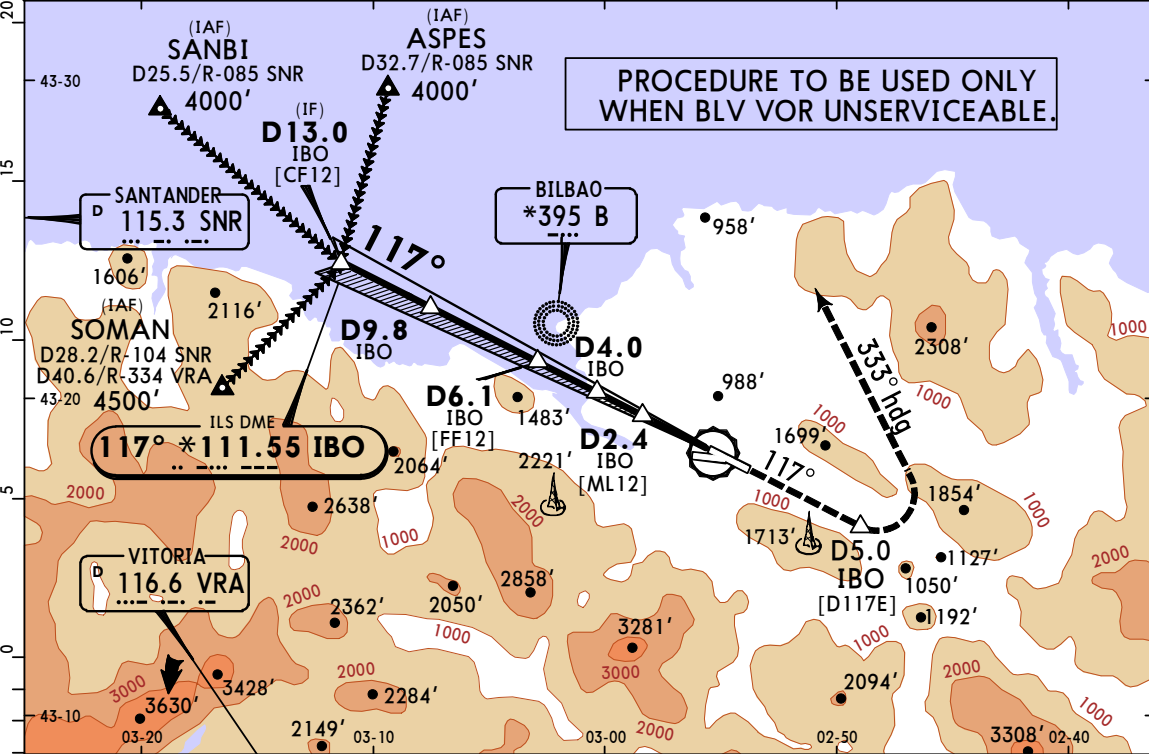 20
(IAF)
SANBI
D25.5/R-085 SNR
4000'
(IAF)
ASPES
D32.7/R-085 SNR
4000'
PROCEDURE TO BE USED ONLY
WHEN BLV VOR UNSERVICEABLE.
43-30
(IF)
D13.0
IBO
[CF12]
15
SANTANDER
D 115.3 SNR
BILBAO
*395 B
958'
117°
1606'
2116'
(IAF)
SOMAN
D28.2/R-104 SNR
D40.6/R-334 VRA
4500'
10
D9.8
IBO
D4.0
IBO
333° hdg
2308'
1000
1000
43-20
D6.1
IBO
[FF12]
1483'
988'
ILS DME
117° *111.55 IBO
D2.4
IBO
[ML12]
1000
1699'
2064'
2221'
117°
5
2000
2638'
2000
1000
2000
1000
1713'
1854'
1000
D5.0
IBO
[D117E]
1127'
1050'
2000
VITORIA
D 116.6 VRA
2000
2362'
2050'
2858'
1192'
1000
3281'
1000
0
3000
3428'
2000
3000
2000
3630'
2284'
2094'
1000
43-10
2149'
2000
3308'
03-20
03-10
03-00
02-50
02-40